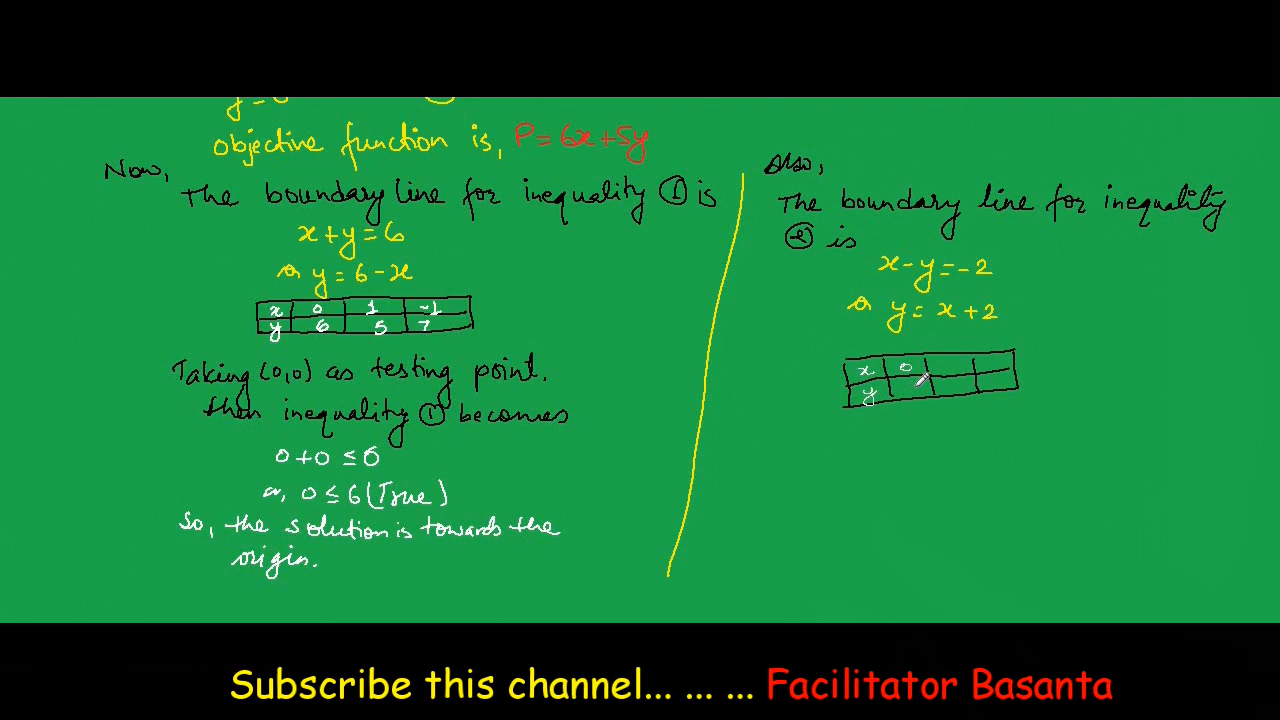 objective function is, P = 6x+5y
Now,
The boundary line for inequality ① is
x+y=6
or y = 6-x
x 0 1 -1
y 6 5 7
Taking (0,0) as testing point.
then inequality ① becomes
0+0 ≤ 6
or, 0 ≤ 6 (True)
So, the solution is towards the
origin.
Also,
The boundary line for inequality
② is
x-y=-2
or y = x+2
x 0
y
Subscribe this channel... ... ... Facilitator Basanta